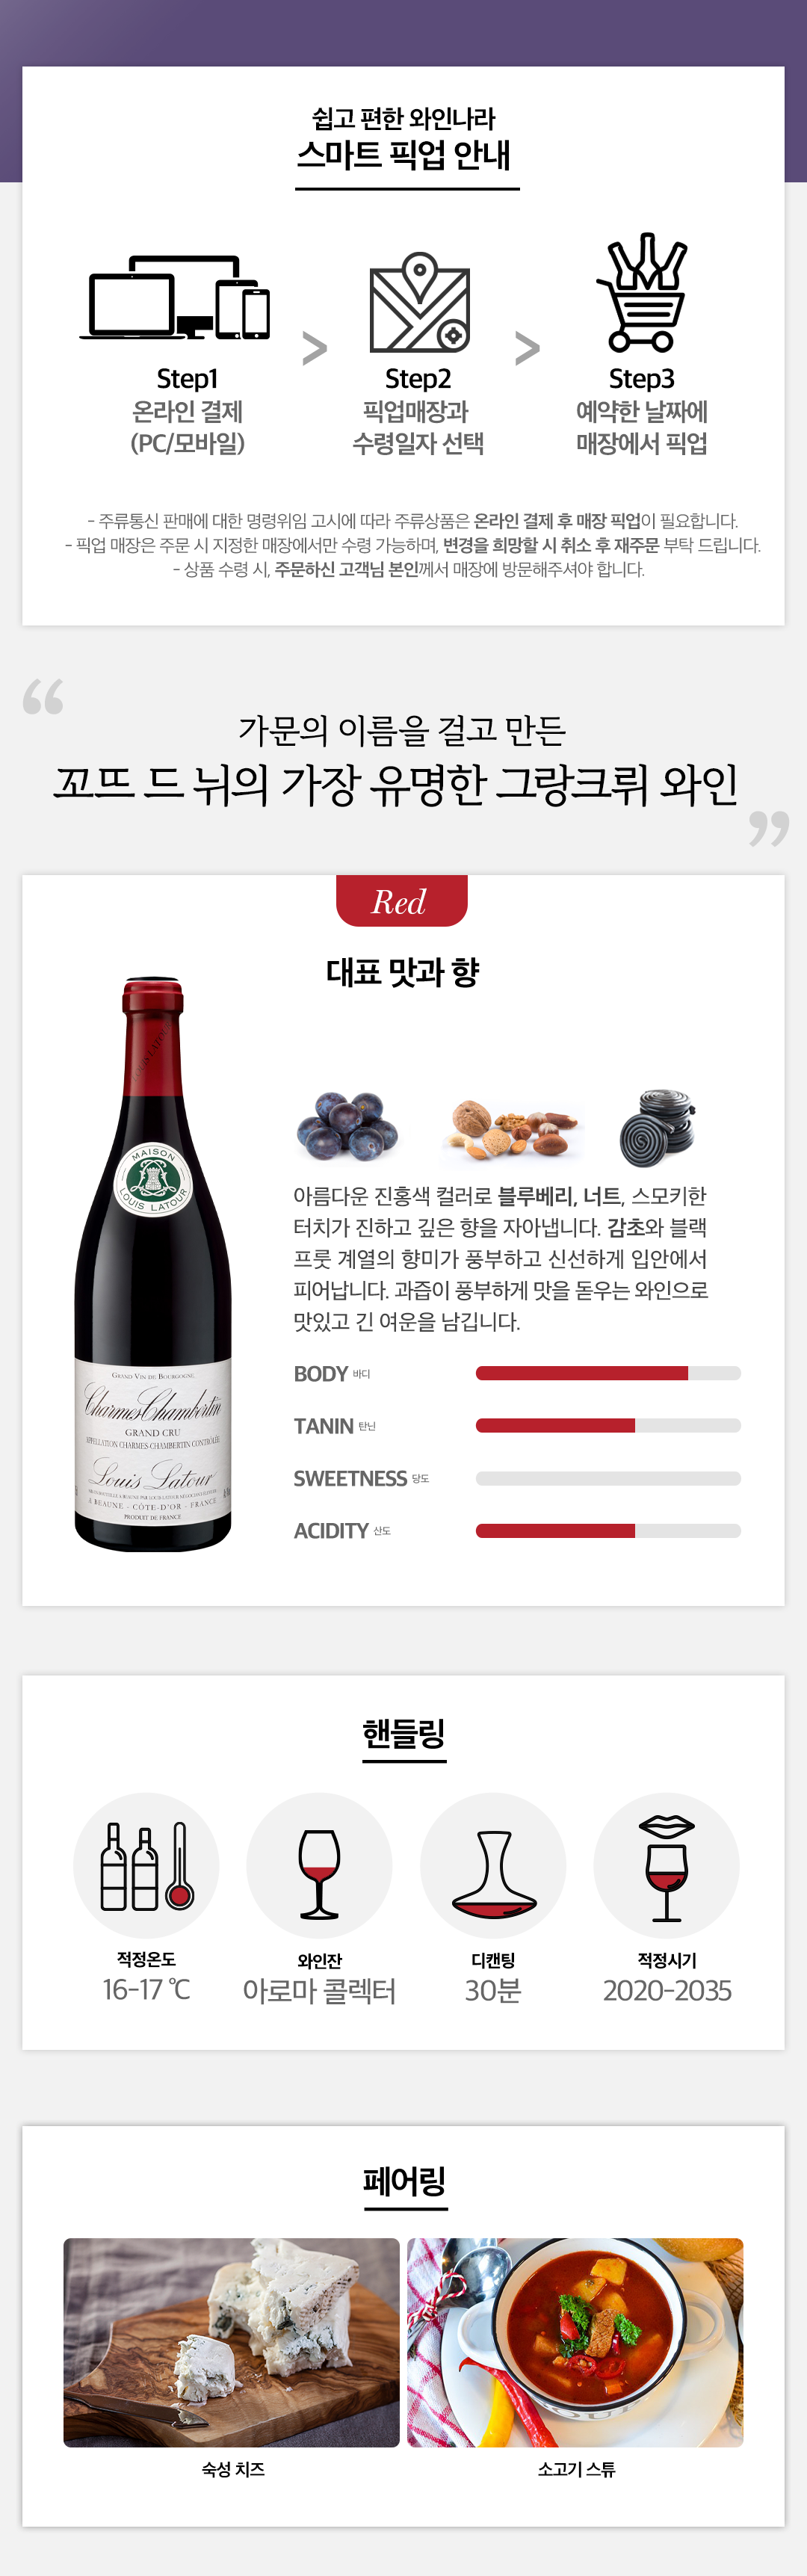 쉽고 편한 와인나라
스마트 픽업 안내
Step1
온라인 결제
(PC/모바일)
>
Step2
픽업매장과
수령일자 선택
>
Step3
예약한 날짜에
매장에서 픽업
- 주류통신 판매에 대한 명령위임 고시에 따라 주류상품은 온라인 결제 후 매장 픽업이 필요합니다.
- 픽업 매장은 주문 시 지정한 매장에서만 수령 가능하며, 변경을 희망할 시 취소 후 재주문 부탁 드립니다.
- 상품 수령 시, 주문하신 고객님 본인께서 매장에 방문해주셔야 합니다.
“
가문의 이름을 걸고 만든
꼬뜨 드 뉘의 가장 유명한 그랑크뤼 와인
”
Red
대표 맛과 향
LOUIS LATOUR
MAISON
LOUIS LATOUR
GRAND VIN DE BOURGOGNE
Charmes-Chambertin
GRAND CRU
APPELLATION CHARMES-CHAMBERTIN CONTRÔLÉE
Louis Latour
A BEAUNE - CÔTE-D'OR - FRANCE
PRODUIT DE FRANCE
아름다운 진홍색 컬러로 블루베리, 너트, 스모키한
터치가 진하고 깊은 향을 자아냅니다. 감초와 블랙
프룻 계열의 향미가 풍부하고 신선하게 입안에서
피어납니다. 과즙이 풍부하게 맛을 돋우는 와인으로
맛있고 긴 여운을 남깁니다.
BODY 바디
TANIN 탄닌
SWEETNESS 당도
ACIDITY 산도
핸들링
적정온도
16-17 ℃
와인잔
아로마 콜렉터
디캔팅
30분
적정시기
2020-2035
페어링
숙성 치즈
소고기 스튜